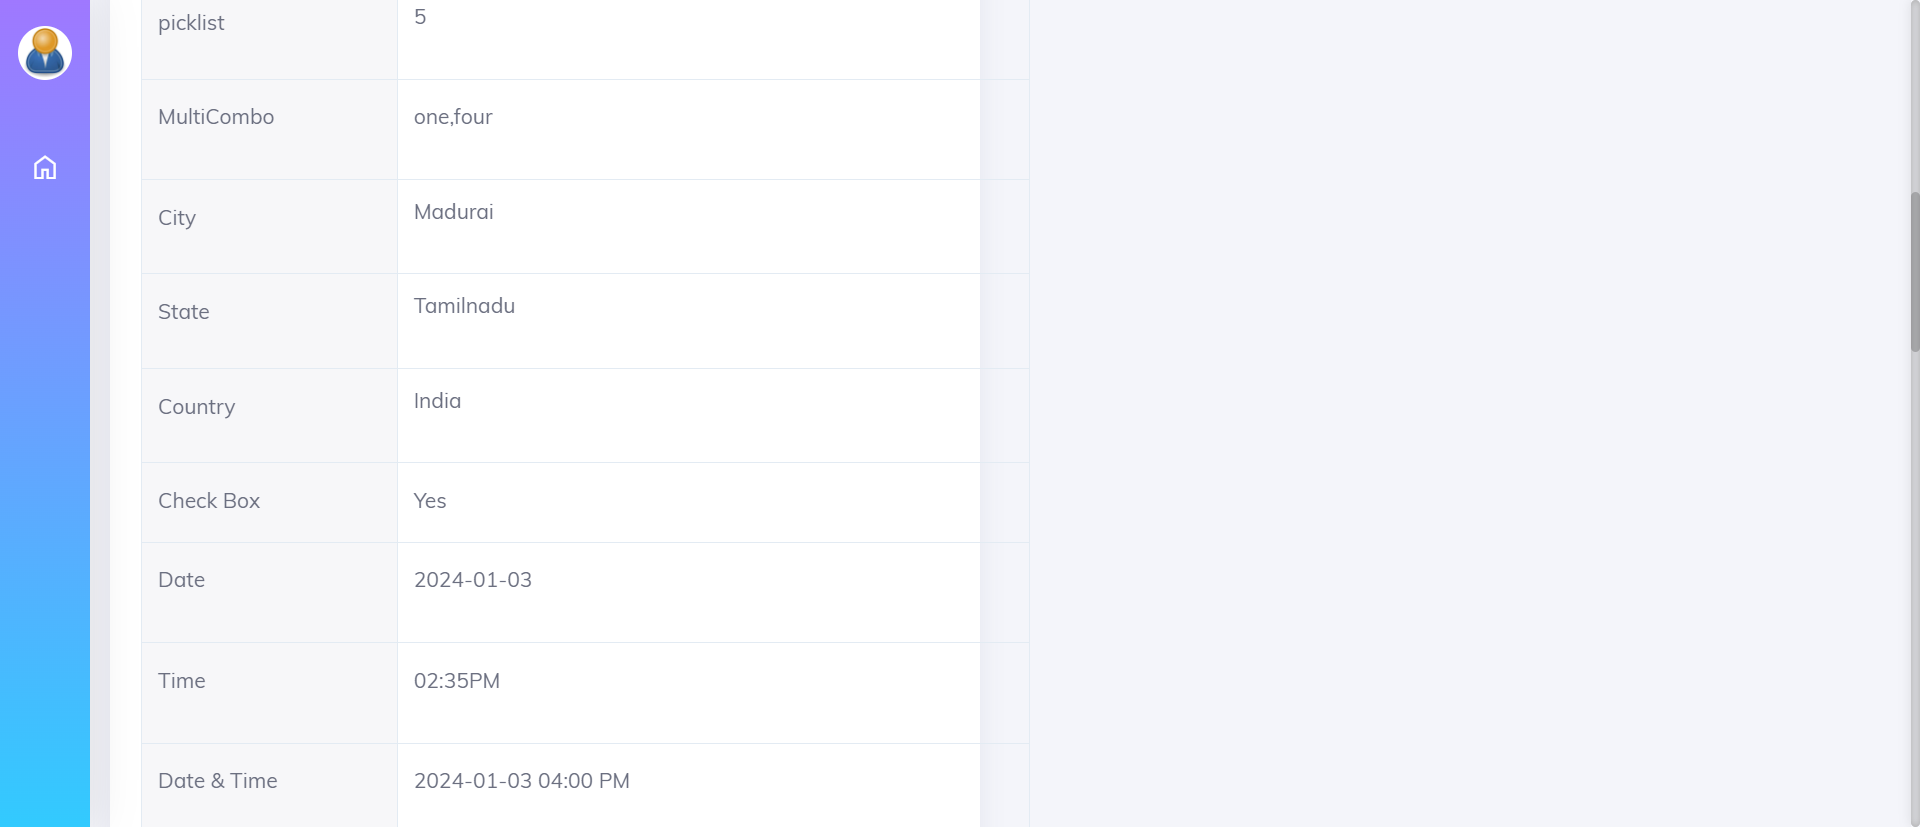 picklist 5
MultiCombo one,four
City Madurai
State Tamilnadu
Country India
Check Box Yes
Date 2024-01-03
Time 02:35PM
Date & Time 2024-01-03 04:00 PM